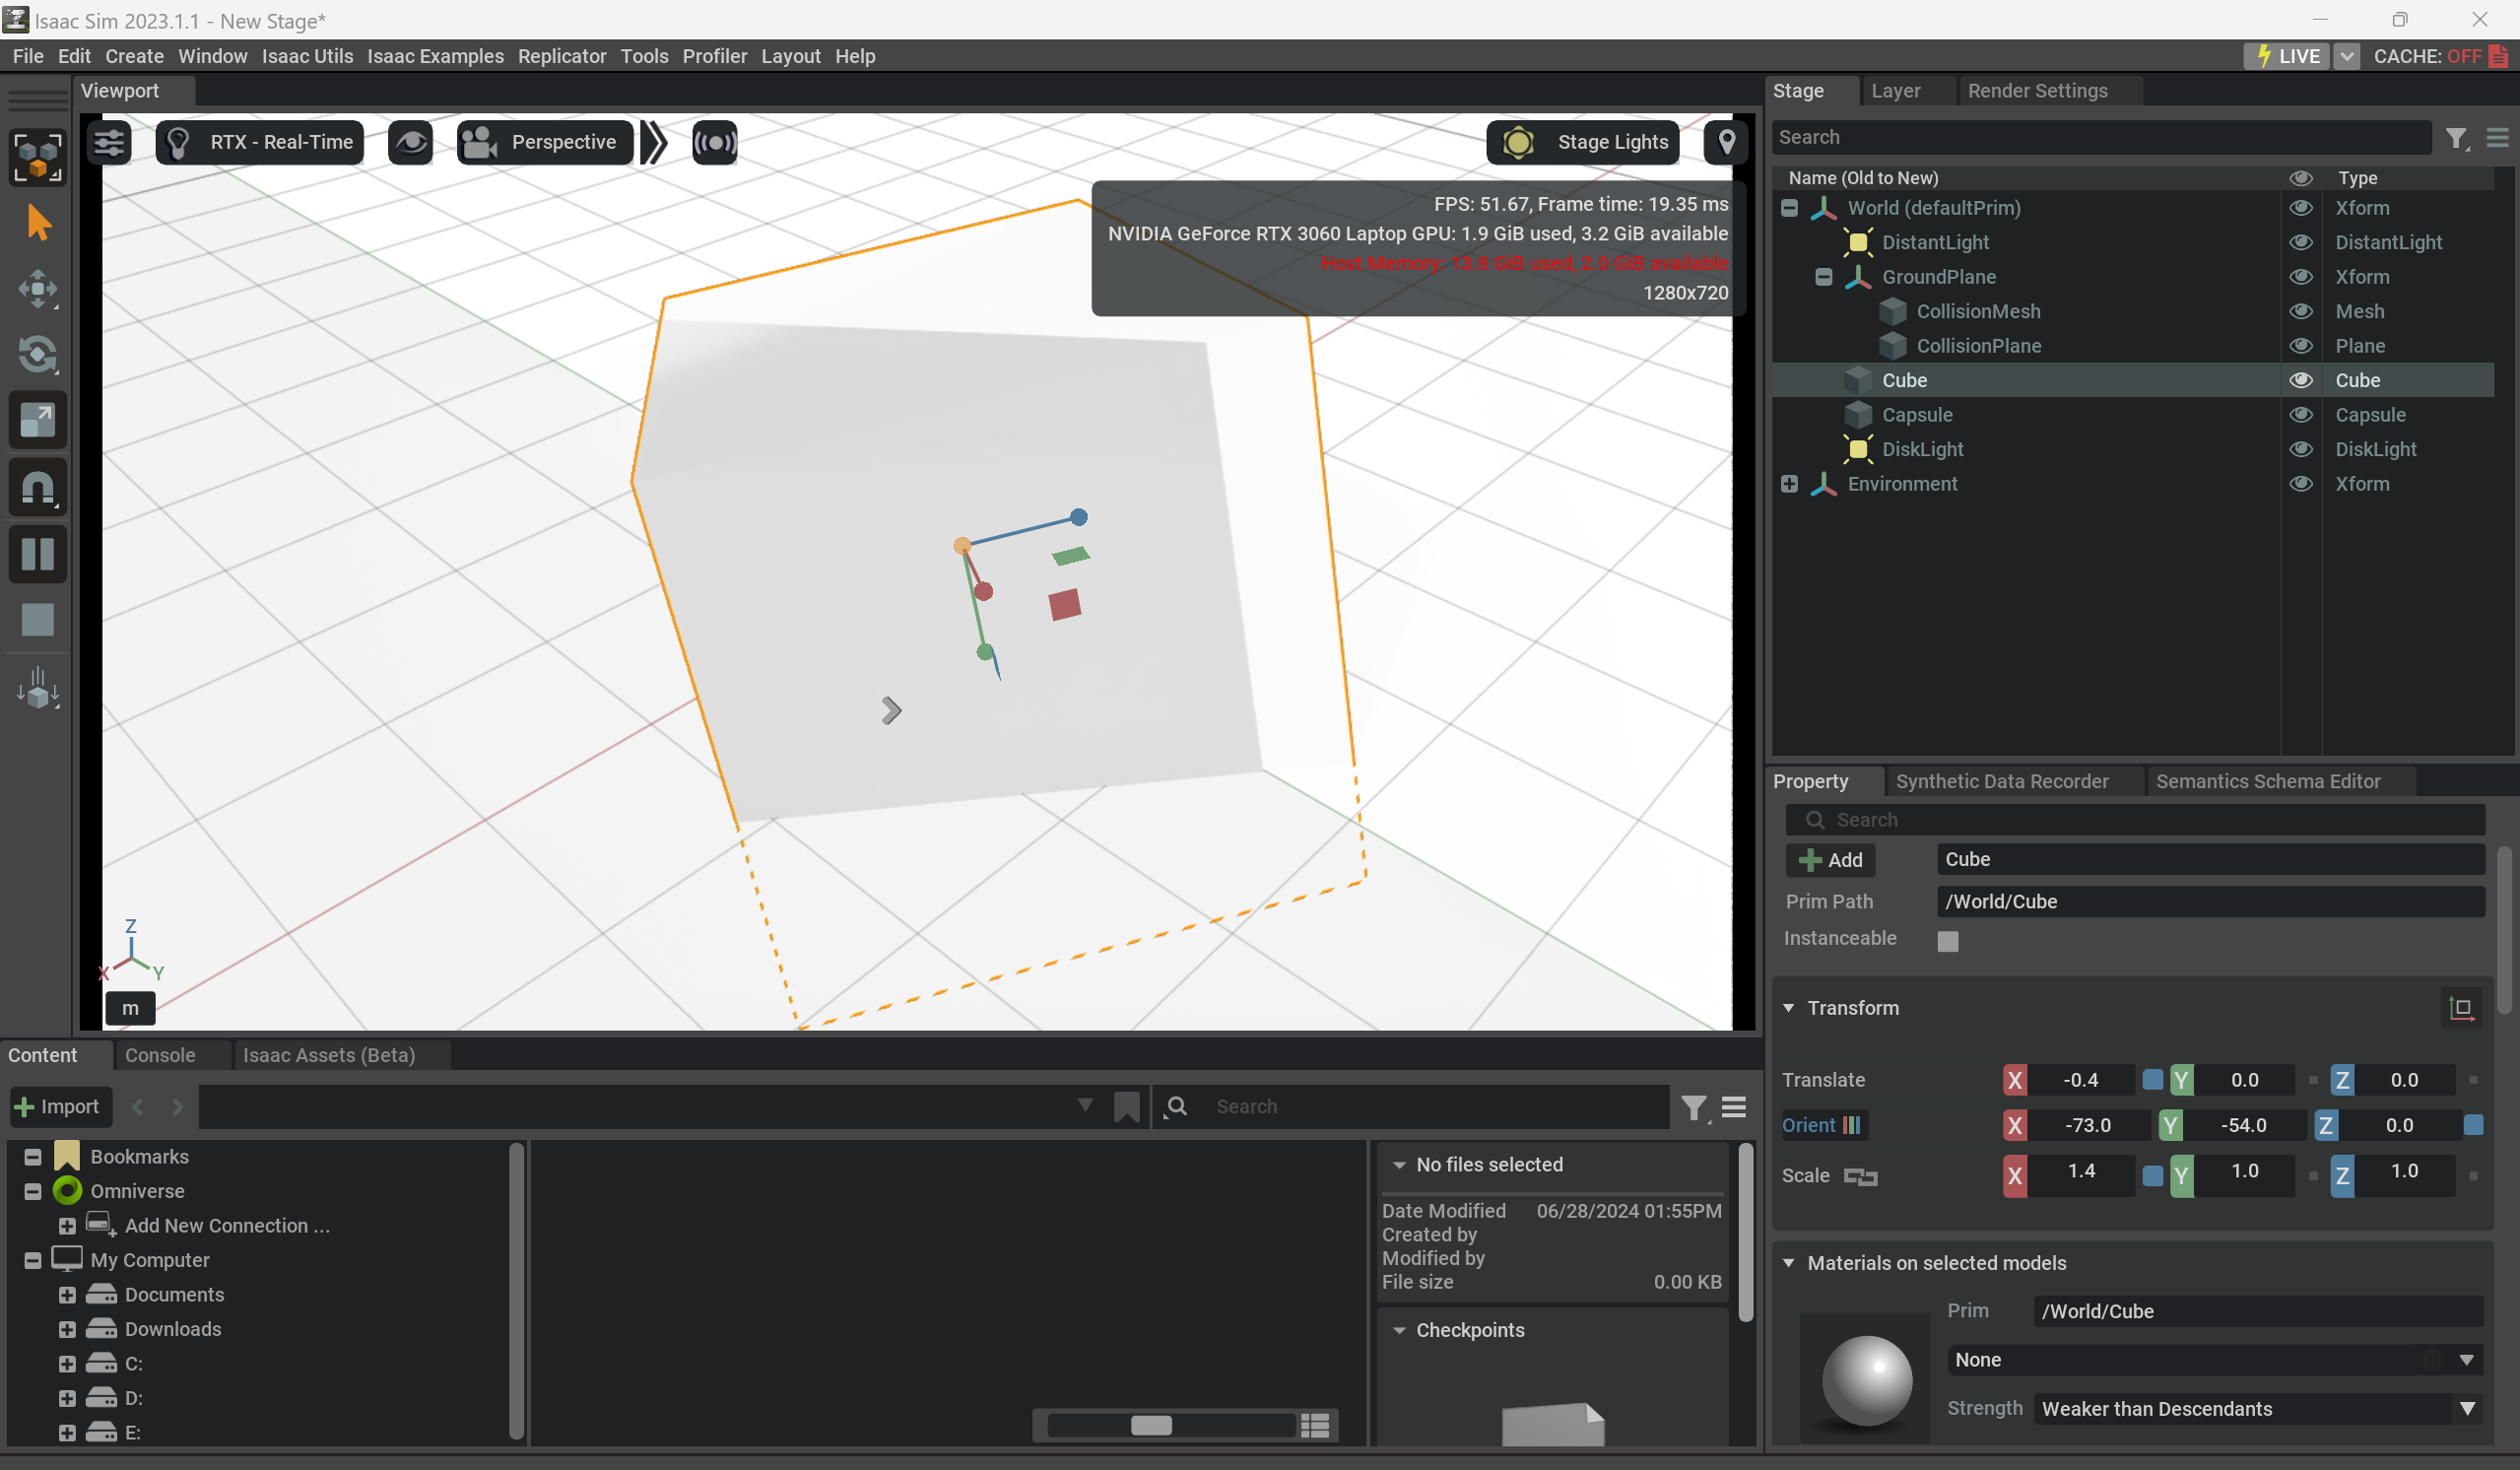 Isaac Sim 2023.1.1 - New Stage*
File Edit Create Window Isaac Utils Isaac Examples Replicator Tools Profiler Layout Help
LIVE CACHE: OFF
Viewport
RTX - Real-Time
Perspective
Stage Lights
FPS: 51.67, Frame time: 19.35 ms
NVIDIA GeForce RTX 3060 Laptop GPU: 1.9 GiB used, 3.2 GiB available
Host Memory: 13.8 GiB used, 2.0 GiB available
1280x720
Z
X Y
m
Stage Layer Render Settings
Search
Name (Old to New) Type
World (defaultPrim) Xform
DistantLight DistantLight
GroundPlane Xform
CollisionMesh Mesh
CollisionPlane Plane
Cube Cube
Capsule Capsule
DiskLight DiskLight
Environment Xform
Property Synthetic Data Recorder Semantics Schema Editor
Search
Add Cube
Prim Path /World/Cube
Instanceable
Transform
Translate X -0.4 Y 0.0 Z 0.0
Orient X -73.0 Y -54.0 Z 0.0
Scale X 1.4 Y 1.0 Z 1.0
Materials on selected models
Prim /World/Cube
None
Strength Weaker than Descendants
Content Console Isaac Assets (Beta)
Import Search
Bookmarks
Omniverse
Add New Connection ...
My Computer
Documents
Downloads
C:
D:
E:
No files selected
Date Modified 06/28/2024 01:55PM
Created by
Modified by
File size 0.00 KB
Checkpoints